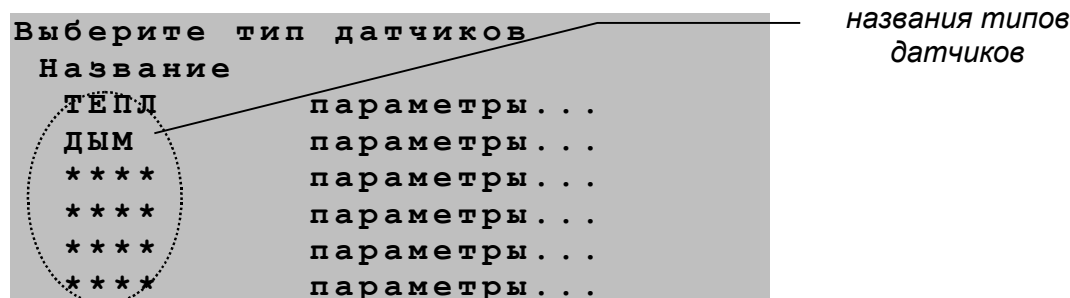 Выберите тип датчиков
Название
ТЕПЛ параметры...
ДЫМ параметры...
**** параметры...
**** параметры...
**** параметры...
**** параметры...
названия типов
датчиков